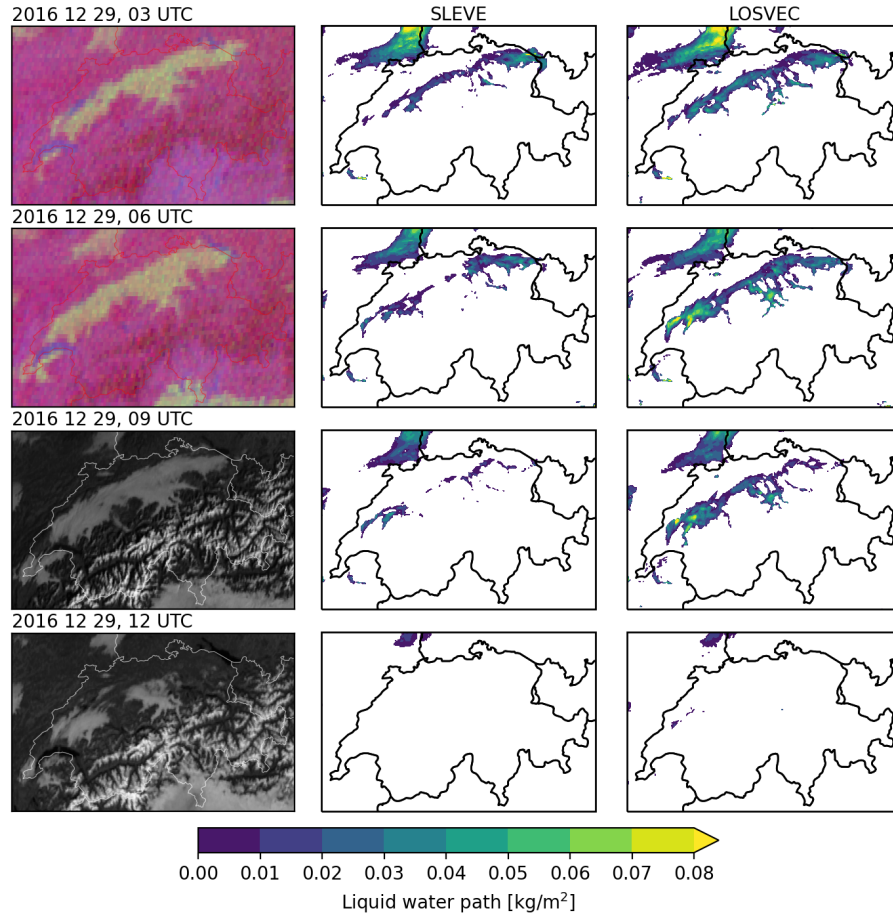 2016 12 29, 03 UTC
SLEVE
LOSVEC
2016 12 29, 06 UTC
2016 12 29, 09 UTC
2016 12 29, 12 UTC
0.00 0.01 0.02 0.03 0.04 0.05 0.06 0.07 0.08
Liquid water path [kg/m²]